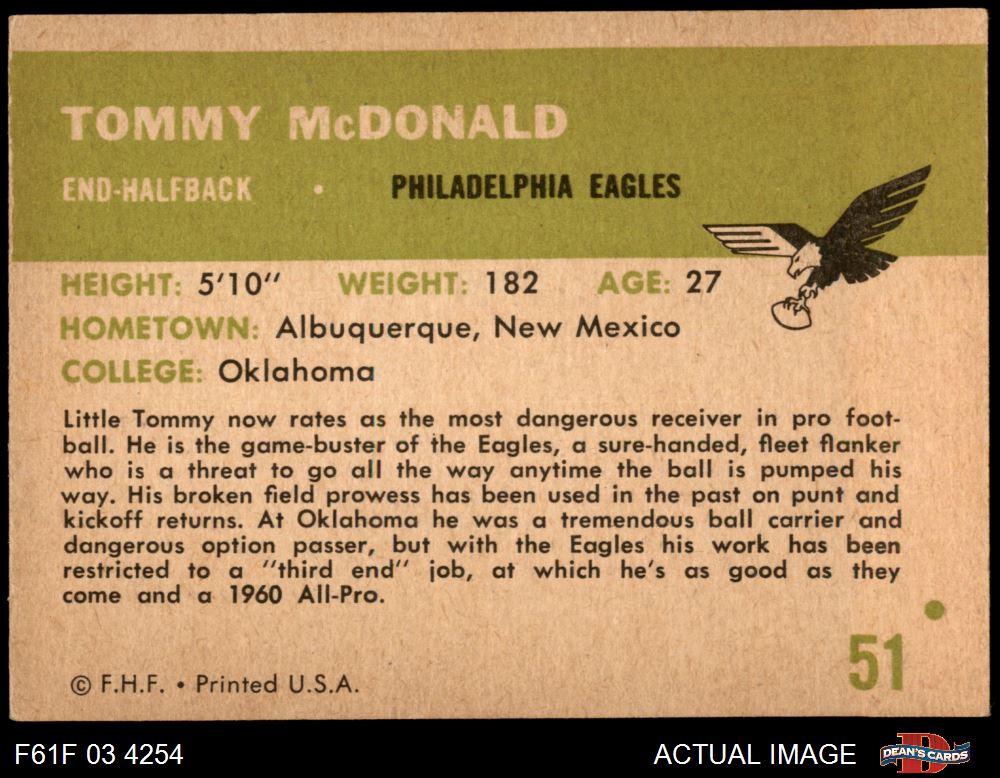 TOMMY McDONALD
END-HALFBACK • PHILADELPHIA EAGLES
HEIGHT: 5'10" WEIGHT: 182 AGE: 27
HOMETOWN: Albuquerque, New Mexico
COLLEGE: Oklahoma
Little Tommy now rates as the most dangerous receiver in pro foot-
ball. He is the game-buster of the Eagles, a sure-handed, fleet flanker
who is a threat to go all the way anytime the ball is pumped his
way. His broken field prowess has been used in the past on punt and
kickoff returns. At Oklahoma he was a tremendous ball carrier and
dangerous option passer, but with the Eagles his work has been
restricted to a "third end" job, at which he's as good as they
come and a 1960 All-Pro.
51
© F.H.F. • Printed U.S.A.
F61F 03 4254 ACTUAL IMAGE DEAN'S CARDS